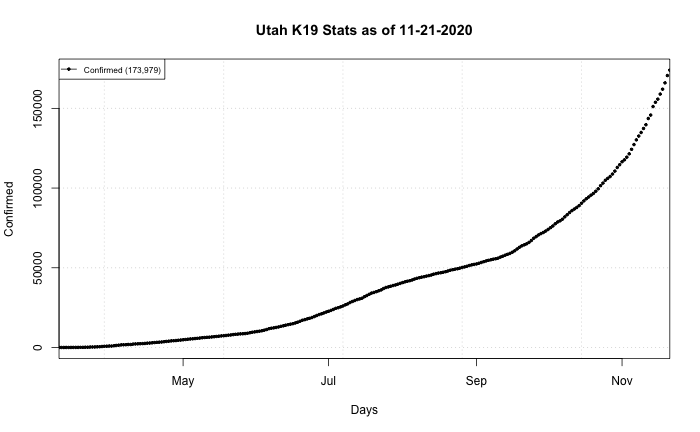 Utah K19 Stats as of 11-21-2020
Confirmed (173,979)
150000
100000
50000
0
Confirmed
May Jul Sep Nov
Days